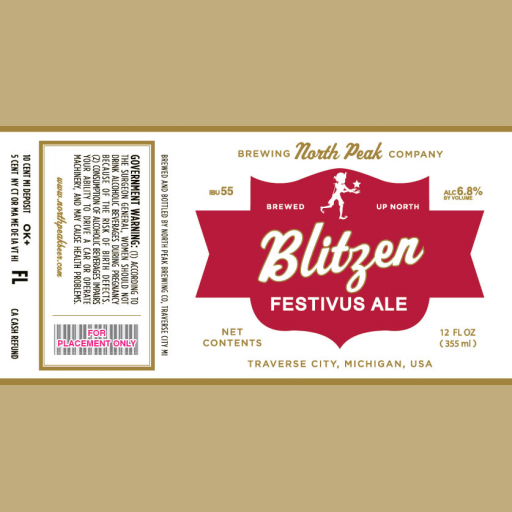 10 CENT MI DEPOSIT OK+
5 CENT NY CT OR MA ME DE IA VT HI FL CA CASH REFUND
www.northpeakbeer.com
GOVERNMENT WARNING: (1) ACCORDING TO
THE SURGEON GENERAL, WOMEN SHOULD NOT
DRINK ALCOHOLIC BEVERAGES DURING PREGNANCY
BECAUSE OF THE RISK OF BIRTH DEFECTS.
(2) CONSUMPTION OF ALCOHOLIC BEVERAGES IMPAIRS
YOUR ABILITY TO DRIVE A CAR OR OPERATE
MACHINERY, AND MAY CAUSE HEALTH PROBLEMS.
FOR
PLACEMENT ONLY
BREWED AND BOTTLED BY NORTH PEAK BREWING CO, TRAVERSE CITY MI
BREWING North Peak COMPANY
IBU 55
ALC 6.8%
BY VOLUME
BREWED UP NORTH
Blitzen
FESTIVUS ALE
NET
CONTENTS
12 FL OZ
(355 ml)
TRAVERSE CITY, MICHIGAN, USA